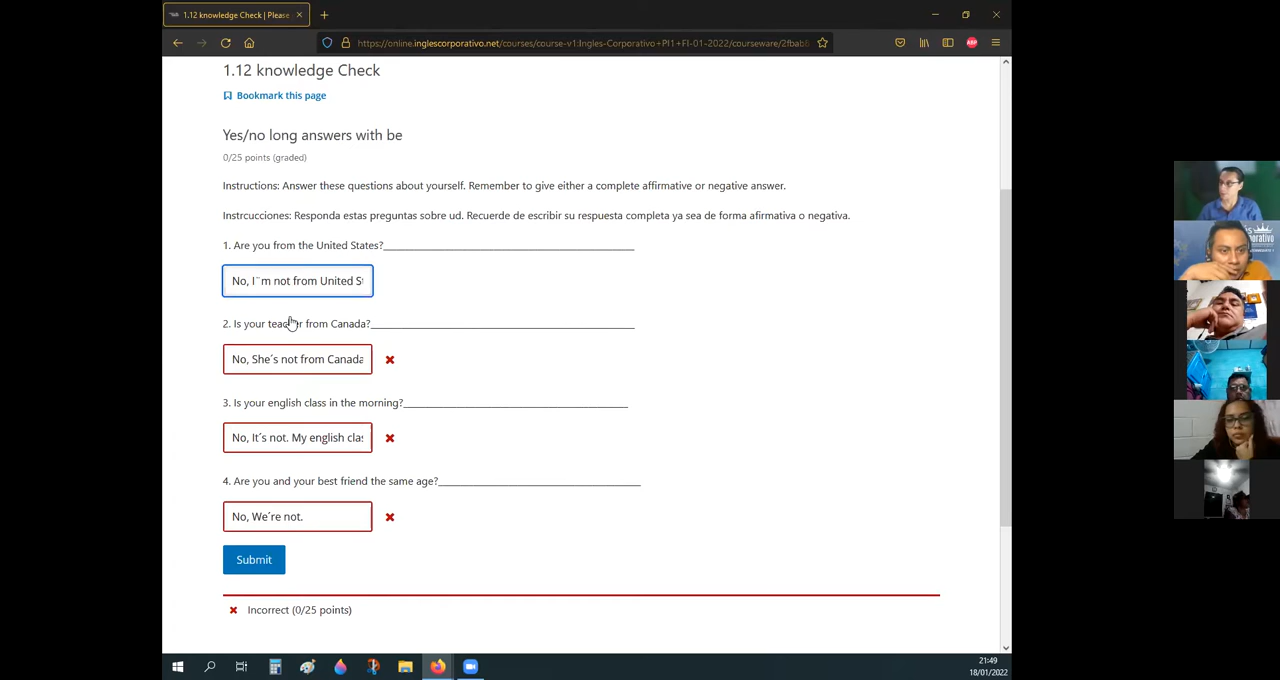 1.12 knowledge Check | Please
https://online.inglescorporativo.net/courses/course-v1:Ingles-Corporativo+PI1+FI-01-2022/courseware/2fbab8
ABP
1.12 knowledge Check
Bookmark this page
Yes/no long answers with be
0/25 points (graded)
Instructions: Answer these questions about yourself. Remember to give either a complete affirmative or negative answer.
Instrucciones: Responda estas preguntas sobre ud. Recuerde de escribir su respuesta completa ya sea de forma afirmativa o negativa.
1. Are you from the United States?
No, I¨m not from United S
2. Is your teacher from Canada?
No, She´s not from Canada
3. Is your english class in the morning?
No, It´s not. My english clas
4. Are you and your best friend the same age?
No, We´re not.
Submit
Incorrect (0/25 points)
21:49
18/01/2022